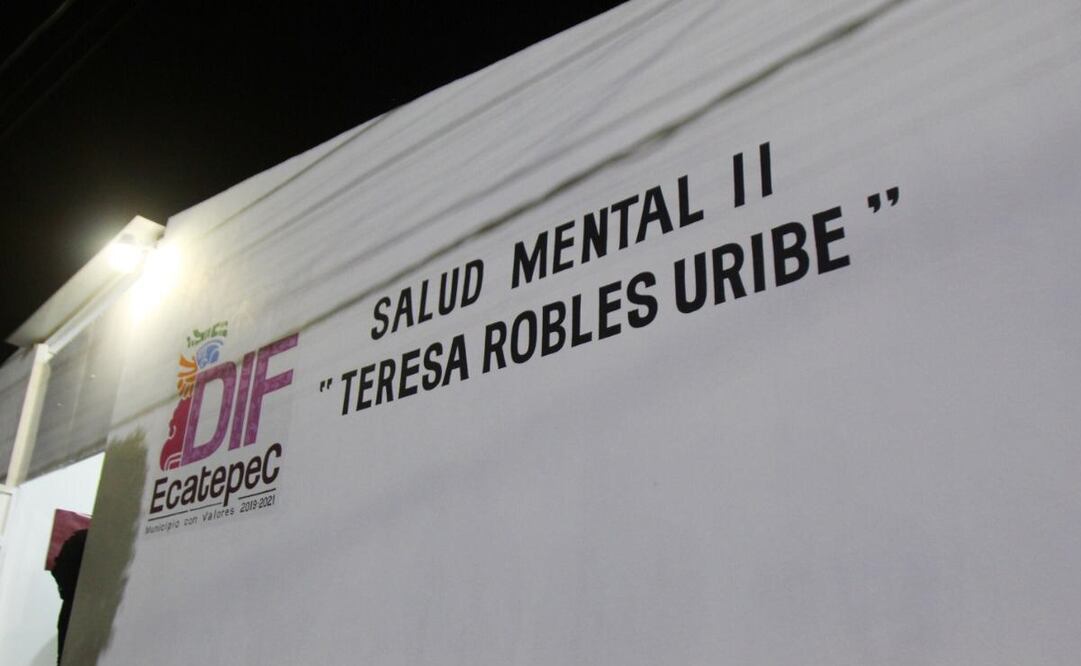 SALUD MENTAL II
" TERESA ROBLES URIBE "
DIF
Ecatepec
Municipio con Valores 2019-2021